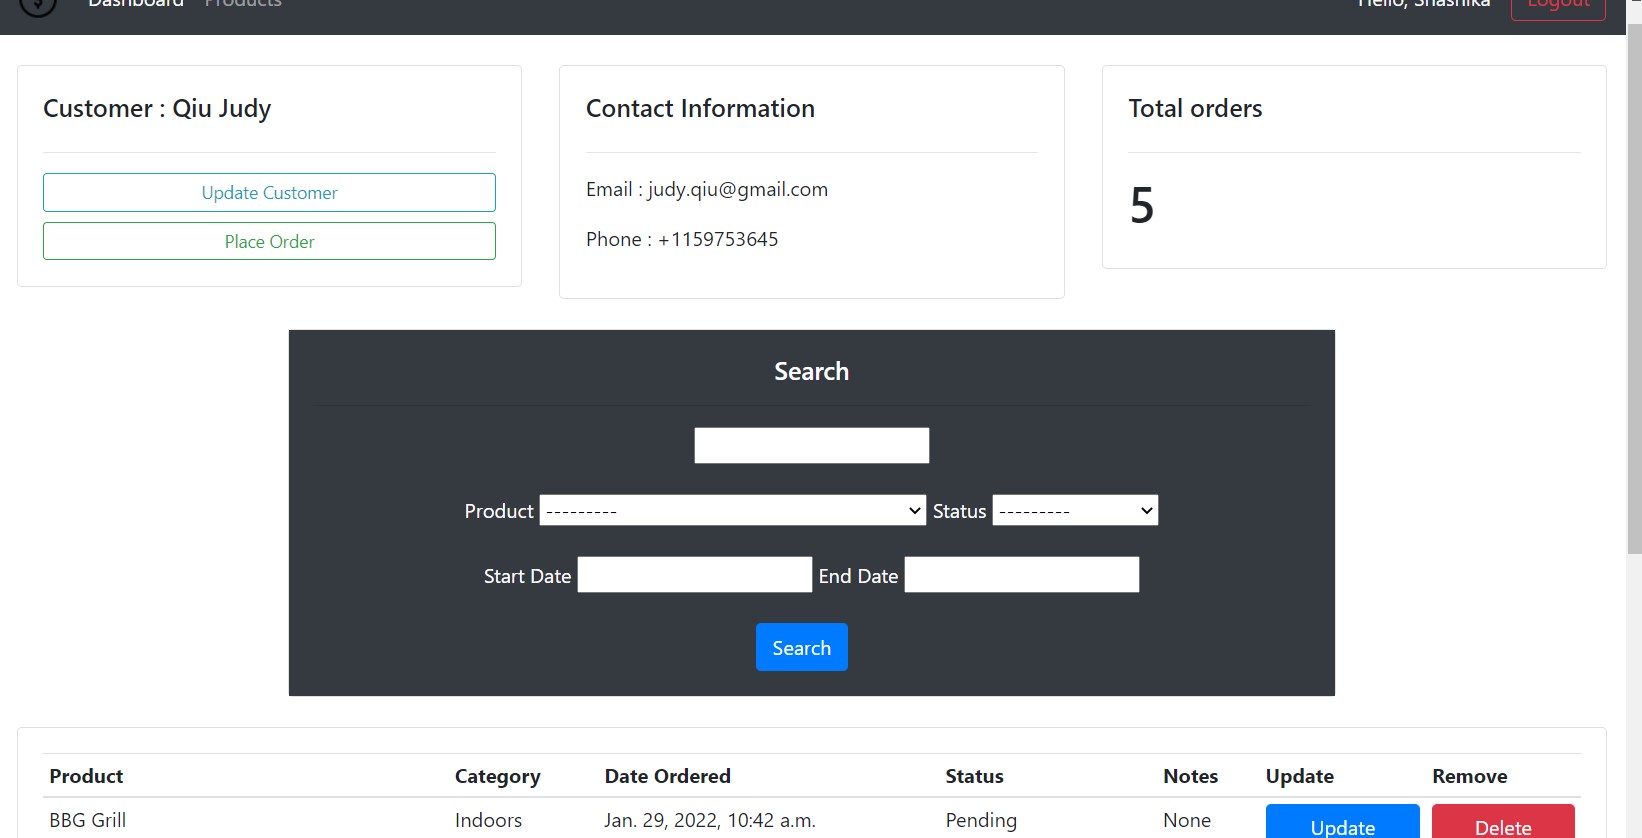 Dashboard Products Hello, Shashika Logout
Customer : Qiu Judy
Update Customer
Place Order
Contact Information
Email : judy.qiu@gmail.com
Phone : +1159753645
Total orders
5
Search
Product --------- Status ---------
Start Date End Date
Search
Product Category Date Ordered Status Notes Update Remove
BBG Grill Indoors Jan. 29, 2022, 10:42 a.m. Pending None Update Delete